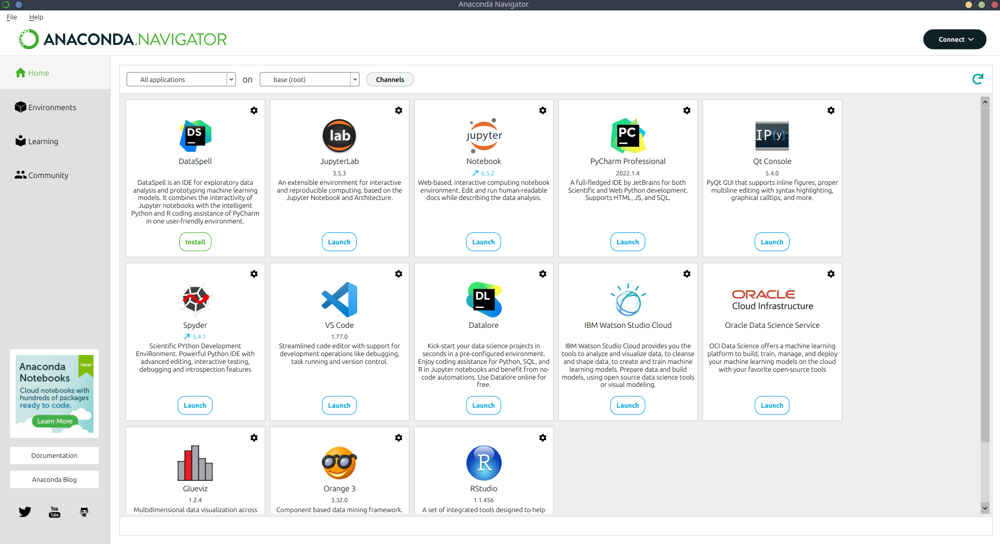 Anaconda Navigator
File Help
ANACONDA.NAVIGATOR
Connect
Home
Environments
Learning
Community
All applications on base (root) Channels
DS
DataSpell
DataSpell is an IDE for exploratory data
analysis and prototyping machine learning
models. It combines the interactivity of
Jupyter notebooks with the intelligent
Python and R coding assistance of PyCharm
in one user-friendly environment.
Install
lab
JupyterLab
3.5.3
An extensible environment for interactive
and reproducible computing, based on the
Jupyter Notebook and Architecture.
Launch
jupyter
Notebook
6.5.2
Web-based, interactive computing notebook
environment. Edit and run human-readable
docs while describing the data analysis.
Launch
PC
PyCharm Professional
2022.1.4
A full-fledged IDE by JetBrains for both
Scientific and Web Python development.
Supports HTML, JS, and SQL.
Launch
IP[y]:
Qt Console
5.4.0
PyQt GUI that supports inline figures, proper
multiline editing with syntax highlighting,
graphical calltips, and more.
Launch
Spyder
5.4.1
Scientific PYthon Development
EnviRonment. Powerful Python IDE with
advanced editing, interactive testing,
debugging and introspection features
Launch
VS Code
1.77.0
Streamlined code editor with support for
development operations like debugging,
task running and version control.
Launch
DL
Datalore
Kick-start your data science projects in
seconds in a pre-configured environment.
Enjoy coding assistance for Python, SQL, and
R in Jupyter notebooks and benefit from no-
code automations. Use Datalore online for
free.
Launch
IBM Watson Studio Cloud
IBM Watson Studio Cloud provides you the
tools to analyze and visualize data, to cleanse
and shape data, to create and train machine
learning models. Prepare data and build
models, using open source data science tools
or visual modeling.
Launch
ORACLE
Cloud Infrastructure
Oracle Data Science Service
OCI Data Science offers a machine learning
platform to build, train, manage, and deploy
your machine learning models on the cloud
with your favorite open-source tools
Launch
Glueviz
1.2.4
Multidimensional data visualization across
Orange 3
3.32.0
Component based data mining framework.
R
RStudio
1.1.456
A set of integrated tools designed to help
New!
Anaconda
Notebooks
Cloud notebooks with
hundreds of packages
ready to code.
Learn More
Documentation
Anaconda Blog
You
Tube